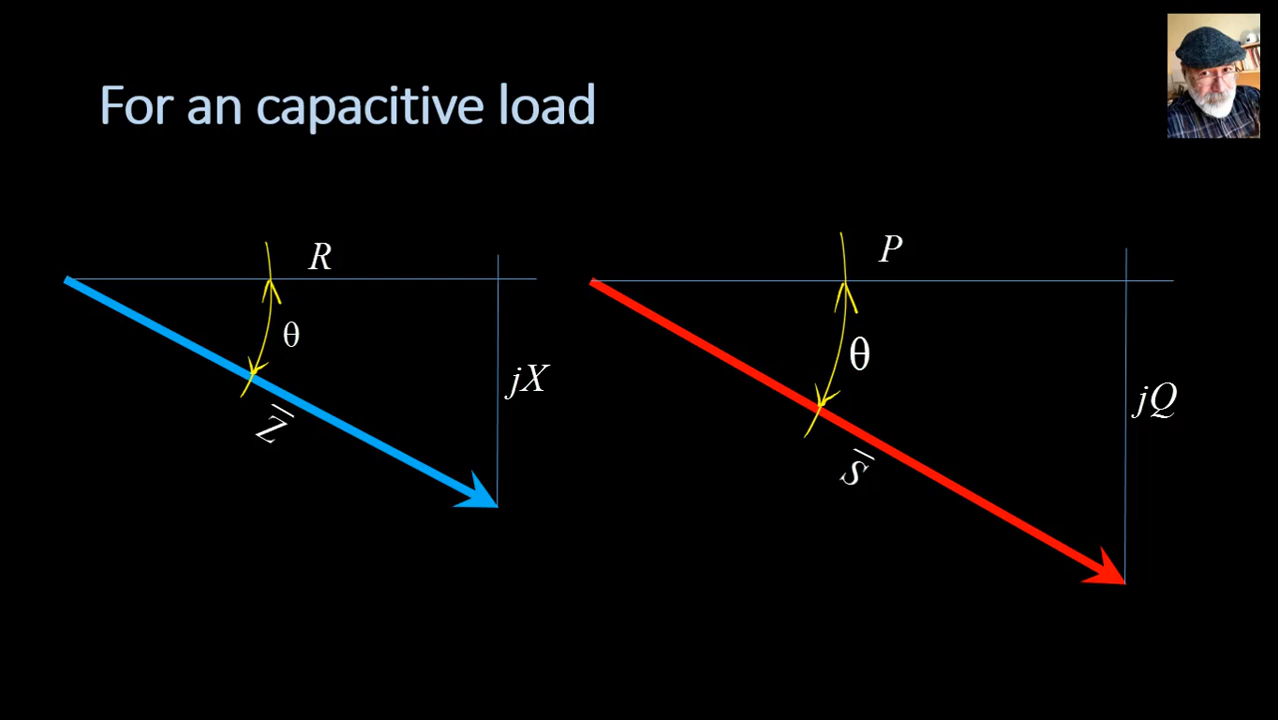 For an capacitive load
R
θ
jX
Z̅
P
θ
jQ
S̅